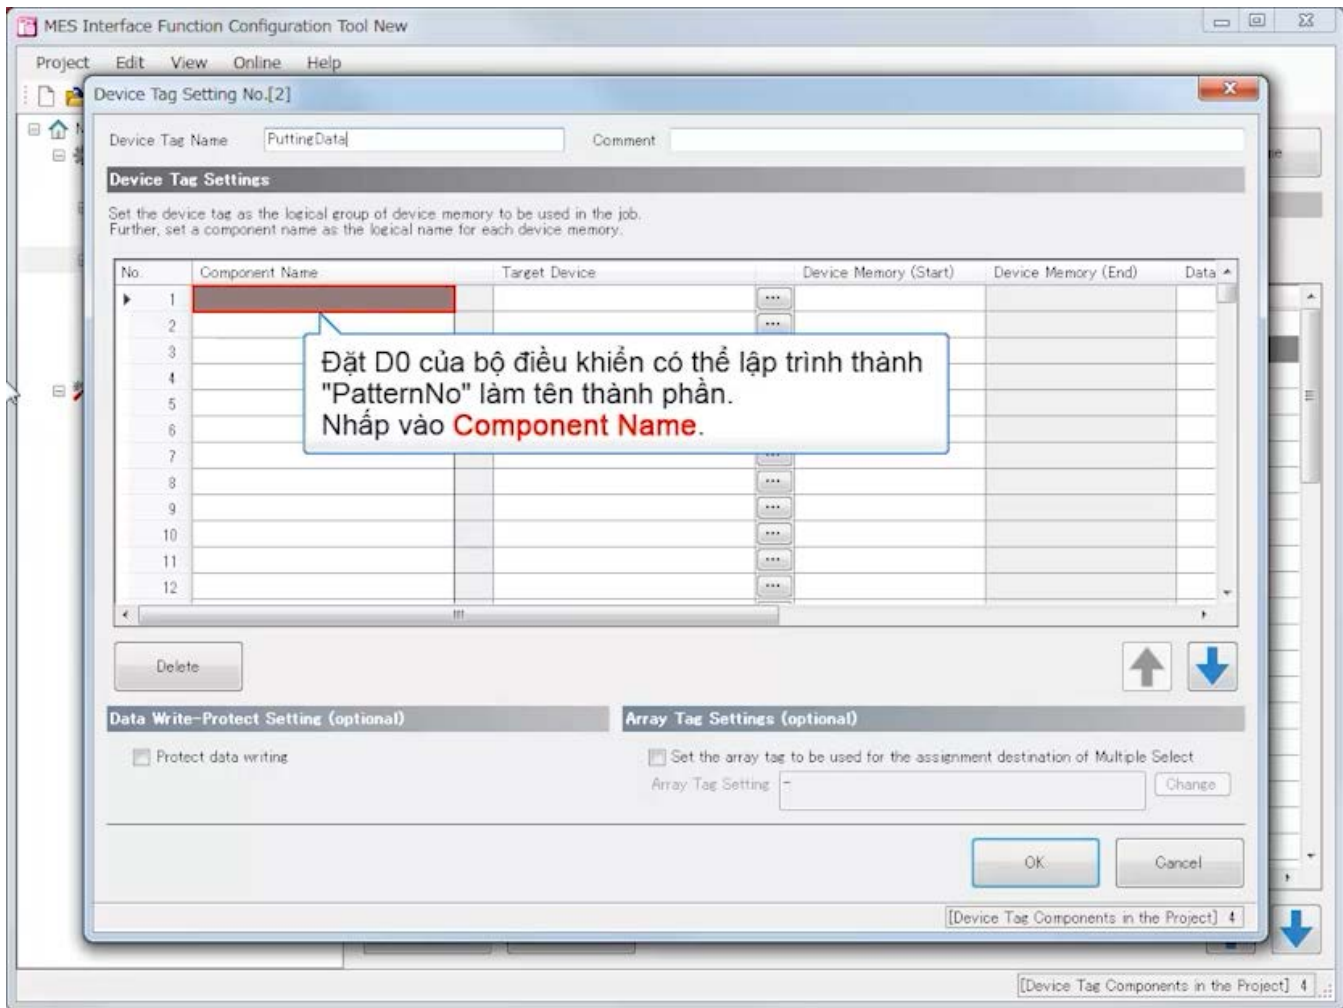 MES Interface Function Configuration Tool New
Project Edit View Online Help
Device Tag Setting No.[2]
Device Tag Name PuttingData Comment
Device Tag Settings
Set the device tag as the logical group of device memory to be used in the job.
Further, set a component name as the logical name for each device memory.
No. Component Name Target Device Device Memory (Start) Device Memory (End) Data
1 ...
2 ...
3
4
5
6
7 ...
8 ...
9 ...
10 ...
11 ...
12 ...
Đặt D0 của bộ điều khiển có thể lập trình thành
"PatternNo" làm tên thành phần.
Nhấp vào Component Name.
Delete
Data Write-Protect Setting (optional) Array Tag Settings (optional)
Protect data writing Set the array tag to be used for the assignment destination of Multiple Select
Array Tag Setting - Change
OK Cancel
[Device Tag Components in the Project] 4
[Device Tag Components in the Project] 4